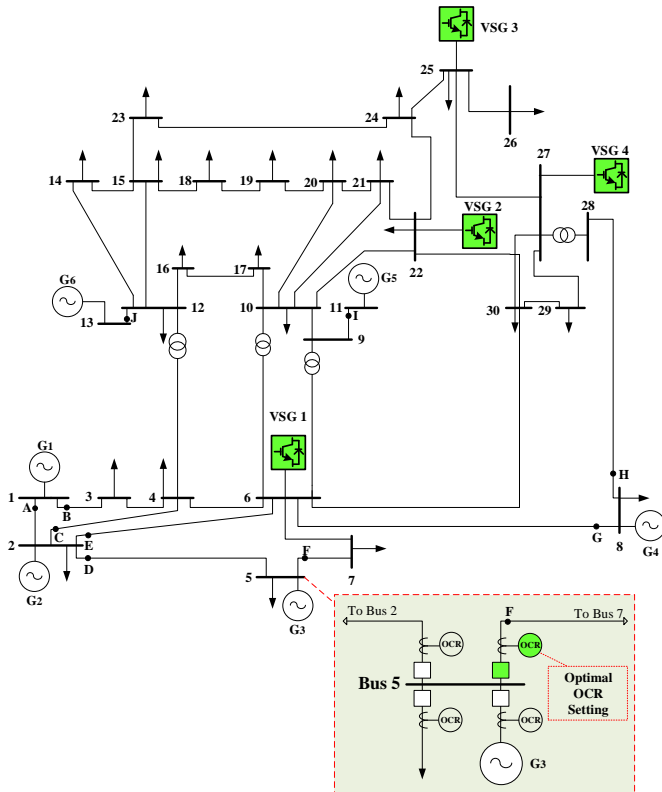 VSG 3
25
23
24
26
27
VSG 4
14
15
18
19
20
21
VSG 2
28
22
16
17
G6
G5
12
10
11
I
13
J
9
30
29
VSG 1
G1
H
1
A
B
3
4
6
C
E
G
8
G4
2
D
F
G2
5
7
G3
To Bus 2
F
To Bus 7
OCR
OCR
Bus 5
Optimal
OCR
Setting
OCR
OCR
G3